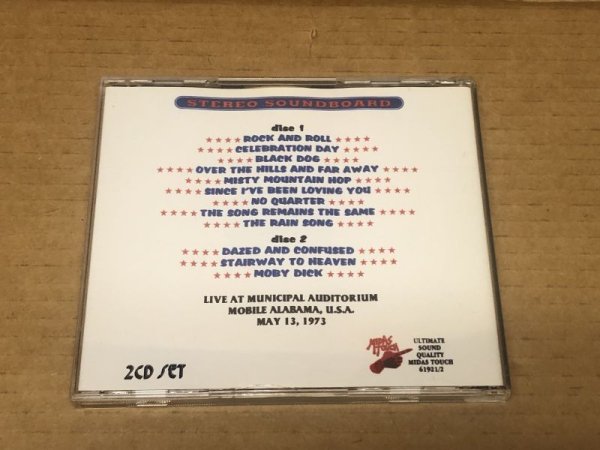 STEREO SOUNDBOARD
disc 1
★★★★ ROCK AND ROLL ★★★★
★★★★ CELEBRATION DAY ★★★★
★★★★ BLACK DOG ★★★★
★★★★ OVER THE HILLS AND FAR AWAY ★★★★
★★★★ MISTY MOUNTAIN HOP ★★★★
★★★★ SINCE I'VE BEEN LOVING YOU ★★★★
★★★★ NO QUARTER ★★★★
★★★★ THE SONG REMAINS THE SAME ★★★★
★★★★ THE RAIN SONG ★★★★
disc 2
★★★★ DAZED AND CONFUSED ★★★★
★★★★ STAIRWAY TO HEAVEN ★★★★
★★★★ MOBY DICK ★★★★
LIVE AT MUNICIPAL AUDITORIUM
MOBILE ALABAMA, U.S.A.
MAY 13, 1973
2CD SET
MIDAS
TOUCH
ULTIMATE
SOUND
QUALITY
MIDAS TOUCH
61921/2